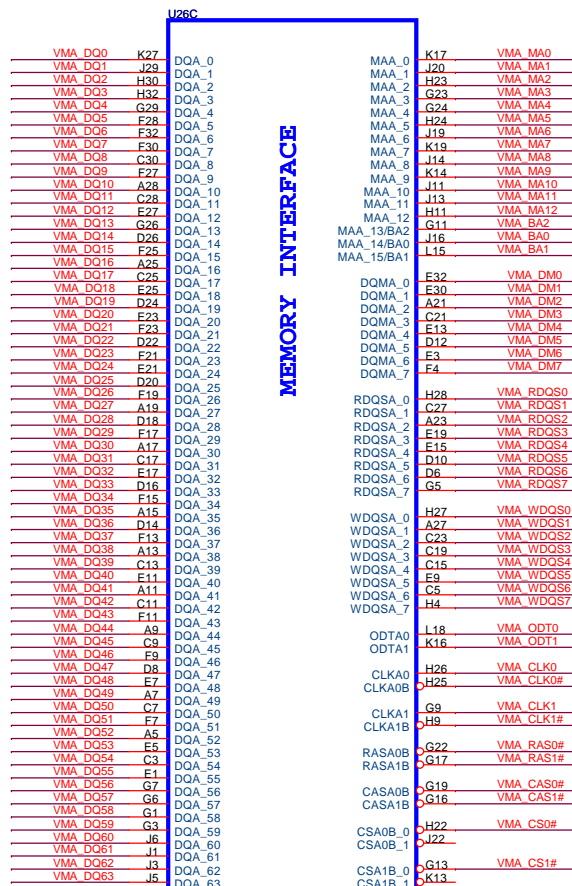 U26C
MEMORY INTERFACE
VMA_DQ0 K27 DQA_0 MAA_0 K17 VMA_MA0
VMA_DQ1 J29 DQA_1 MAA_1 J20 VMA_MA1
VMA_DQ2 H30 DQA_2 MAA_2 H23 VMA_MA2
VMA_DQ3 H32 DQA_3 MAA_3 G23 VMA_MA3
VMA_DQ4 G29 DQA_4 MAA_4 G24 VMA_MA4
VMA_DQ5 F28 DQA_5 MAA_5 H24 VMA_MA5
VMA_DQ6 F32 DQA_6 MAA_6 J19 VMA_MA6
VMA_DQ7 F30 DQA_7 MAA_7 K19 VMA_MA7
VMA_DQ8 C30 DQA_8 MAA_8 J14 VMA_MA8
VMA_DQ9 F27 DQA_9 MAA_9 K14 VMA_MA9
VMA_DQ10 A28 DQA_10 MAA_10 J11 VMA_MA10
VMA_DQ11 C28 DQA_11 MAA_11 J13 VMA_MA11
VMA_DQ12 E27 DQA_12 MAA_12 H11 VMA_MA12
VMA_DQ13 G26 DQA_13 MAA_13/BA2 G11 VMA_BA2
VMA_DQ14 D26 DQA_14 MAA_14/BA0 J16 VMA_BA0
VMA_DQ15 F25 DQA_15 MAA_15/BA1 L15 VMA_BA1
VMA_DQ16 A25 DQA_16
VMA_DQ17 C25 DQA_17 DQMA_0 E32 VMA_DM0
VMA_DQ18 E25 DQA_18 DQMA_1 E30 VMA_DM1
VMA_DQ19 D24 DQA_19 DQMA_2 A21 VMA_DM2
VMA_DQ20 E23 DQA_20 DQMA_3 C21 VMA_DM3
VMA_DQ21 F23 DQA_21 DQMA_4 E13 VMA_DM4
VMA_DQ22 D22 DQA_22 DQMA_5 D12 VMA_DM5
VMA_DQ23 F21 DQA_23 DQMA_6 E3 VMA_DM6
VMA_DQ24 E21 DQA_24 DQMA_7 F4 VMA_DM7
VMA_DQ25 D20 DQA_25
VMA_DQ26 F19 DQA_26 RDQSA_0 H28 VMA_RDQS0
VMA_DQ27 A19 DQA_27 RDQSA_1 C27 VMA_RDQS1
VMA_DQ28 D18 DQA_28 RDQSA_2 A23 VMA_RDQS2
VMA_DQ29 F17 DQA_29 RDQSA_3 E19 VMA_RDQS3
VMA_DQ30 A17 DQA_30 RDQSA_4 E15 VMA_RDQS4
VMA_DQ31 C17 DQA_31 RDQSA_5 D10 VMA_RDQS5
VMA_DQ32 E17 DQA_32 RDQSA_6 D6 VMA_RDQS6
VMA_DQ33 D16 DQA_33 RDQSA_7 G5 VMA_RDQS7
VMA_DQ34 F15 DQA_34
VMA_DQ35 A15 DQA_35 WDQSA_0 H27 VMA_WDQS0
VMA_DQ36 D14 DQA_36 WDQSA_1 A27 VMA_WDQS1
VMA_DQ37 F13 DQA_37 WDQSA_2 C23 VMA_WDQS2
VMA_DQ38 A13 DQA_38 WDQSA_3 C19 VMA_WDQS3
VMA_DQ39 C13 DQA_39 WDQSA_4 C15 VMA_WDQS4
VMA_DQ40 E11 DQA_40 WDQSA_5 E9 VMA_WDQS5
VMA_DQ41 A11 DQA_41 WDQSA_6 C5 VMA_WDQS6
VMA_DQ42 C11 DQA_42 WDQSA_7 H4 VMA_WDQS7
VMA_DQ43 F11 DQA_43
VMA_DQ44 A9 DQA_44 ODTA0 L18 VMA_ODT0
VMA_DQ45 C9 DQA_45 ODTA1 K16 VMA_ODT1
VMA_DQ46 F9 DQA_46
VMA_DQ47 D8 DQA_47 CLKA0 H26 VMA_CLK0
VMA_DQ48 E7 DQA_48 CLKA0B H25 VMA_CLK0#
VMA_DQ49 A7 DQA_49
VMA_DQ50 C7 DQA_50 CLKA1 G9 VMA_CLK1
VMA_DQ51 F7 DQA_51 CLKA1B H9 VMA_CLK1#
VMA_DQ52 A5 DQA_52
VMA_DQ53 E5 DQA_53 RASA0B G22 VMA_RAS0#
VMA_DQ54 C3 DQA_54 RASA1B G17 VMA_RAS1#
VMA_DQ55 E1 DQA_55
VMA_DQ56 G7 DQA_56 CASA0B G19 VMA_CAS0#
VMA_DQ57 G6 DQA_57 CASA1B G16 VMA_CAS1#
VMA_DQ58 G1 DQA_58
VMA_DQ59 G3 DQA_59 CSA0B_0 H22 VMA_CS0#
VMA_DQ60 J6 DQA_60 CSA0B_1 J22
VMA_DQ61 J1 DQA_61
VMA_DQ62 J3 DQA_62 CSA1B_0 G13 VMA_CS1#
VMA_DQ63 J5 DQA_63 CSA1B_1 K13